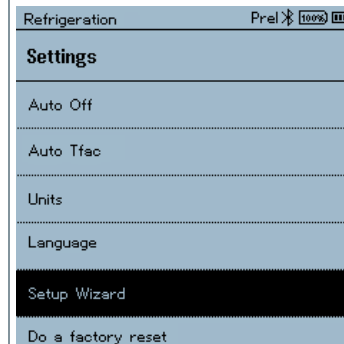 Refrigeration Prel 100%
Settings
Auto Off
Auto Tfac
Units
Language
Setup Wizard
Do a factory reset